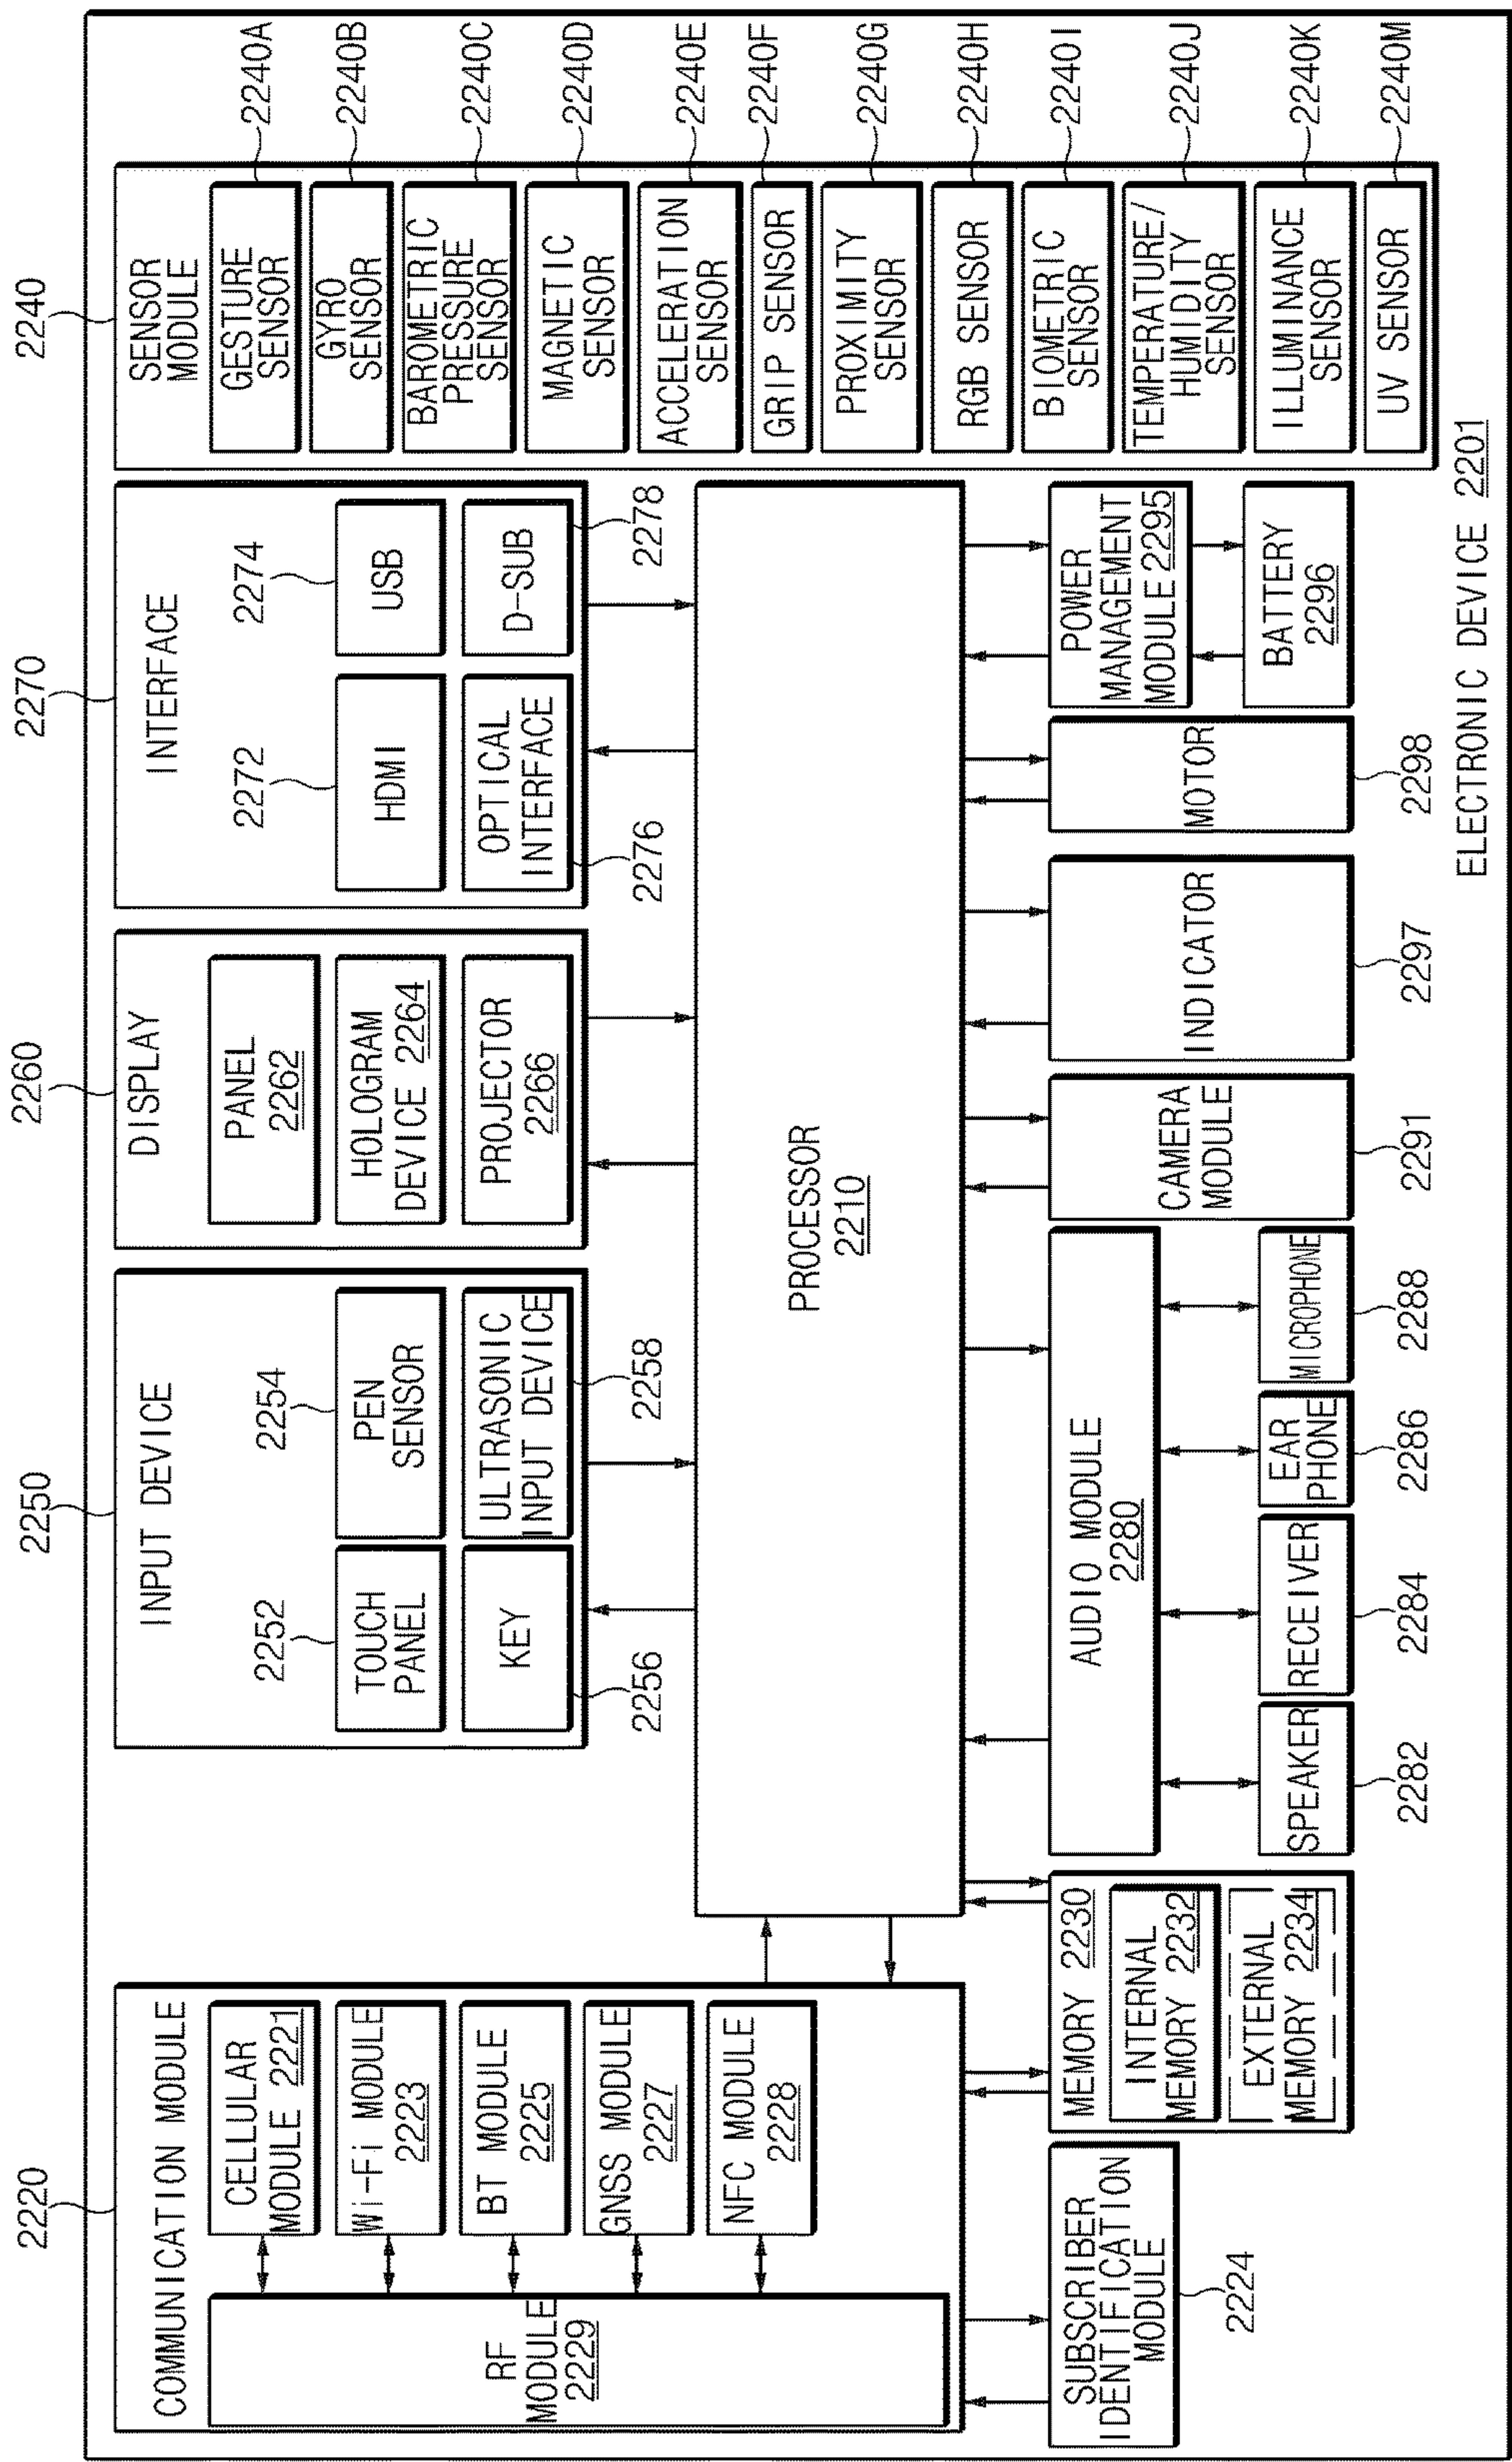 2220
COMMUNICATION MODULE
CELLULAR
MODULE 2221
Wi-Fi MODULE
2223
BT MODULE
2225
GNSS MODULE
2227
NFC MODULE
2228
RF
MODULE
2229
2250
INPUT DEVICE
2252
2254
TOUCH
PANEL
PEN
SENSOR
KEY
ULTRASONIC
INPUT DEVICE
2256
2258
2260
DISPLAY
PANEL
2262
HOLOGRAM
DEVICE 2264
PROJECTOR
2266
2270
INTERFACE
2272
2274
HDMI
USB
OPTICAL
INTERFACE
D-SUB
2276
2278
2240
SENSOR
MODULE
GESTURE
SENSOR
2240A
GYRO
SENSOR
2240B
BAROMETRIC
PRESSURE
SENSOR
2240C
MAGNETIC
SENSOR
2240D
ACCELERATION
SENSOR
2240E
GRIP SENSOR
2240F
PROXIMITY
SENSOR
2240G
RGB SENSOR
2240H
BIOMETRIC
SENSOR
2240I
TEMPERATURE/
HUMIDITY
SENSOR
2240J
ILLUMINANCE
SENSOR
2240K
UV SENSOR
2240M
PROCESSOR
2210
SUBSCRIBER
IDENTIFICATION
MODULE
2224
MEMORY 2230
INTERNAL
MEMORY 2232
EXTERNAL
MEMORY 2234
AUDIO MODULE
2280
SPEAKER
2282
RECEIVER
2284
EAR
PHONE
2286
MICROPHONE
2288
CAMERA
MODULE
2291
INDICATOR
2297
MOTOR
2298
POWER
MANAGEMENT
MODULE 2295
BATTERY
2296
ELECTRONIC DEVICE 2201